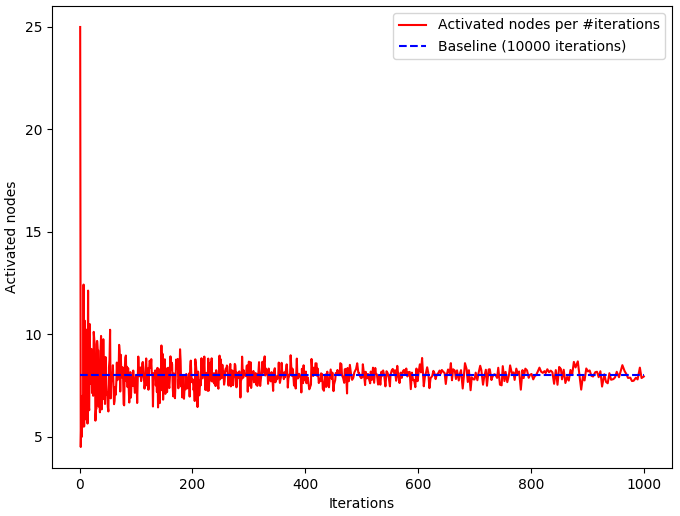 Activated nodes per #iterations
Baseline (10000 iterations)
25
20
15
10
5
Activated nodes
0
200
400
600
800
1000
Iterations